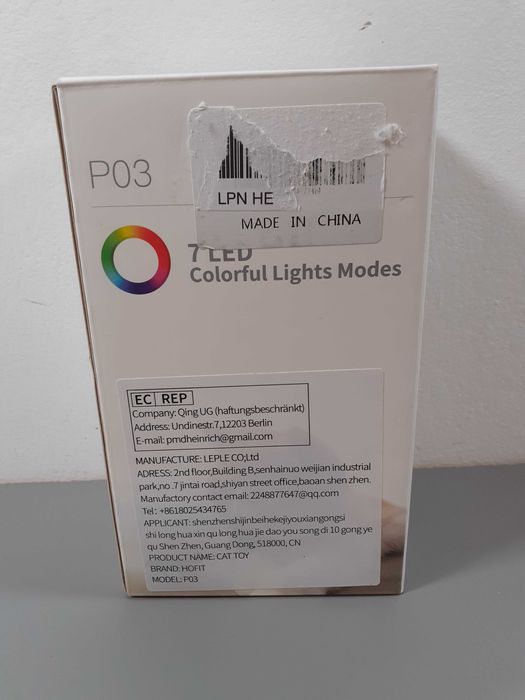 P03
LPN HE
MADE IN CHINA
7 LED
Colorful Lights Modes
EC REP
Company: Qing UG (haftungsbeschränkt)
Address: Undinestr.7,12203 Berlin
E-mail: pmdheinrich@gmail.com
MANUFACTURE: LEPLE CO;Ltd
ADRESS: 2nd floor,Building B,senhainuo weijian industrial
park,no .7 jintai road,shiyan street office,baoan shen zhen.
Manufactory contact email: 2248877647@qq.com
Tel: +8618025434765
APPLICANT: shenzhenshijinbeihekejiyouxiangongsi
shi long hua xin qu long hua jie dao you song di 10 gong ye
qu Shen Zhen, Guang Dong, 518000, CN
PRODUCT NAME: CAT TOY
BRAND: HOFIT
MODEL: P03